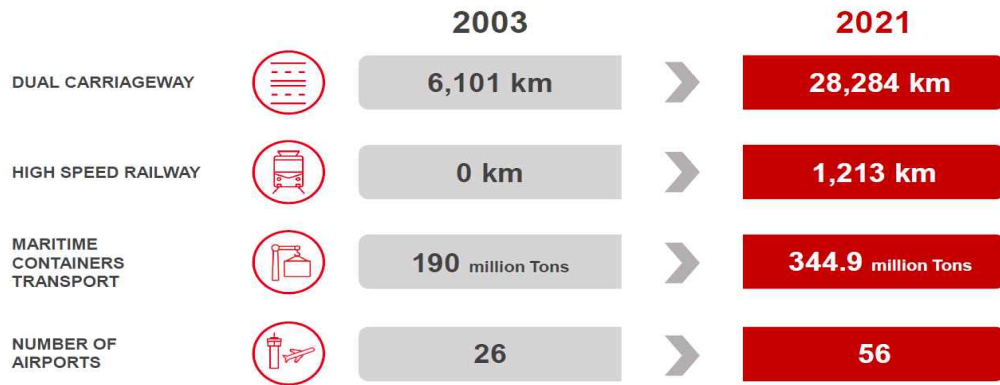 2003 2021
DUAL CARRIAGEWAY 6,101 km 28,284 km
HIGH SPEED RAILWAY 0 km 1,213 km
MARITIME
CONTAINERS
TRANSPORT
190 million Tons 344.9 million Tons
NUMBER OF
AIRPORTS
26 56